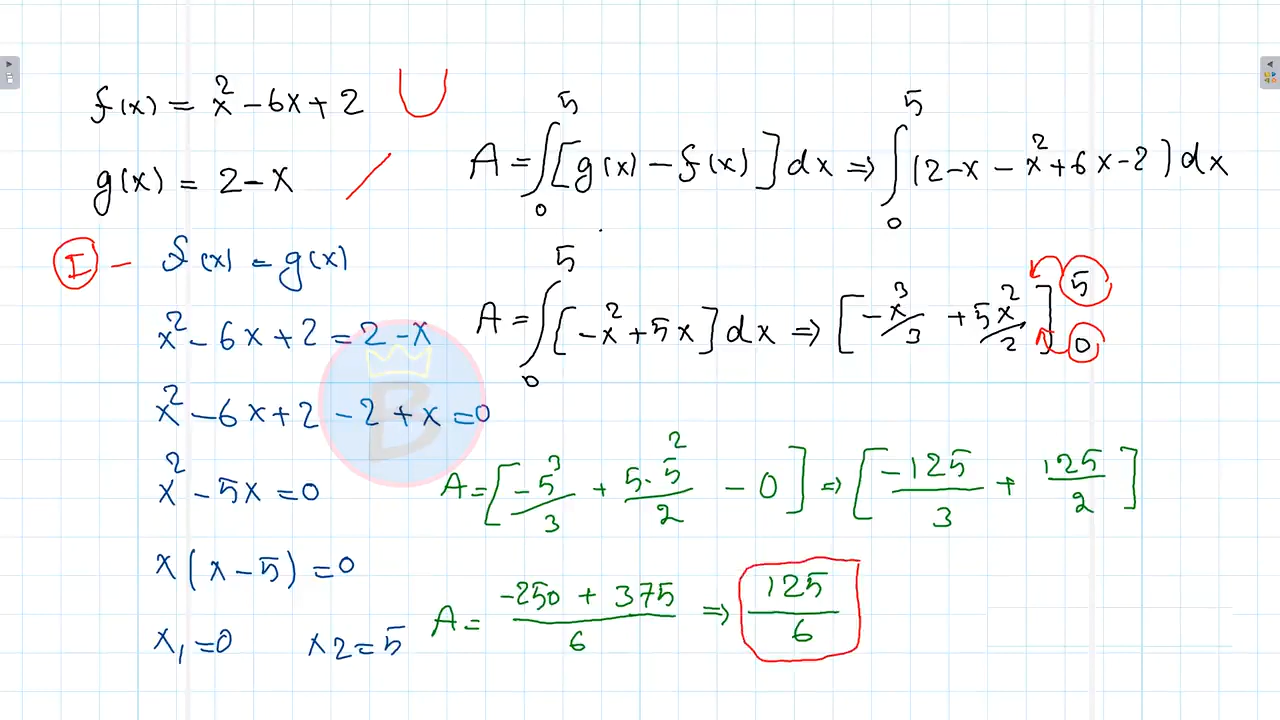 f(x) = x² - 6x + 2
g(x) = 2 - x
I - f(x) = g(x)
x² - 6x + 2 = 2 - x
x² - 6x + 2 - 2 + x = 0
x² - 5x = 0
x(x - 5) = 0
x₁ = 0 x2 = 5
A = ∫₀⁵ [g(x) - f(x)] dx ⇒ ∫₀⁵ (2 - x - x² + 6x - 2) dx
A = ∫₀⁵ [-x² + 5x] dx ⇒ [-x³/3 + 5x²/2] 5 0
A = [-5³/3 + 5·5²/2 - 0] ⇒ [-125/3 + 125/2]
A = (-250 + 375)/6 ⇒ 125/6
B